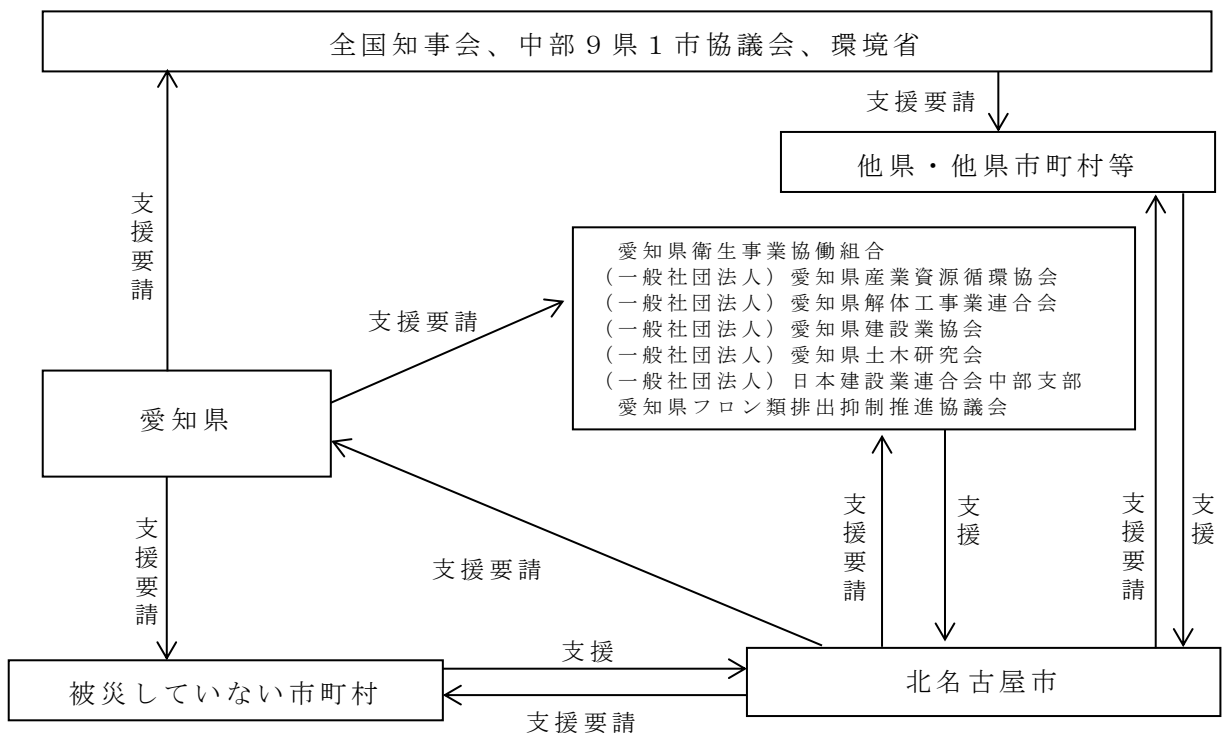 全国知事会、中部９県１市協議会、環境省
支援要請
他県・他県市町村等
支援要請
愛知県衛生事業協働組合
（一般社団法人）愛知県産業資源循環協会
（一般社団法人）愛知県解体工事業連合会
（一般社団法人）愛知県建設業協会
（一般社団法人）愛知県土木研究会
（一般社団法人）日本建設業連合会中部支部
愛知県フロン類排出抑制推進協議会
支援要請
愛知県
支援要請
支援要請
支援要請
支援
支援要請
支援
支援
被災していない市町村
北名古屋市
支援要請